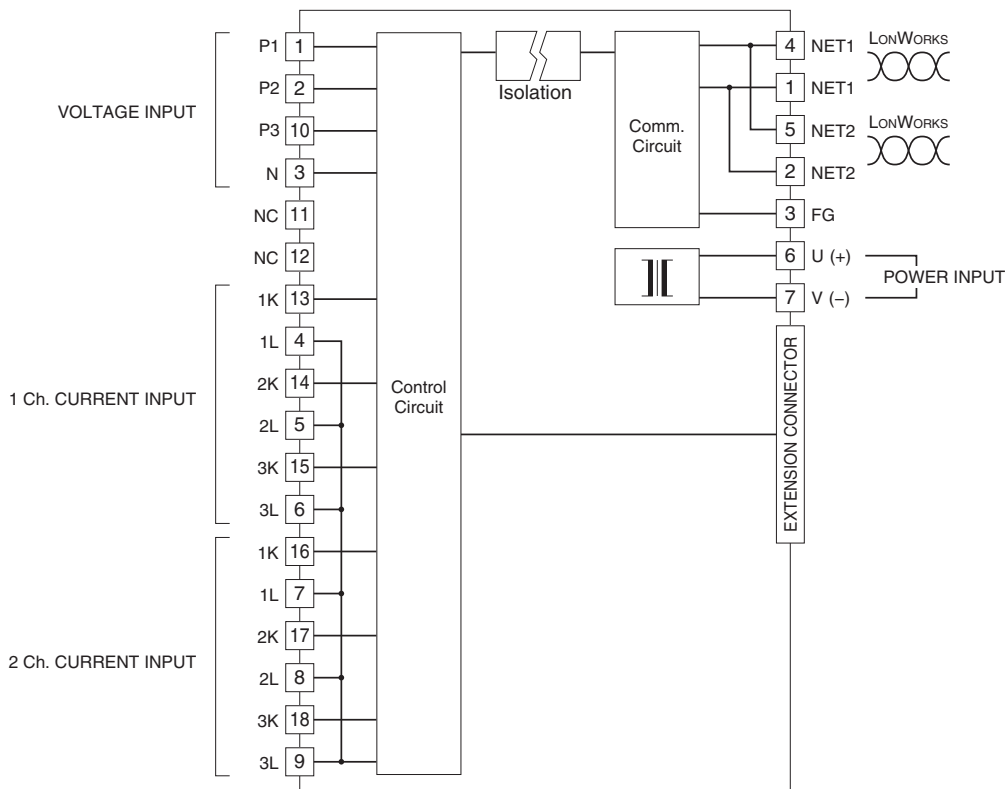 VOLTAGE INPUT
P1 1
P2 2
P3 10
N 3
NC 11
NC 12
1 Ch. CURRENT INPUT
1K 13
1L 4
2K 14
2L 5
3K 15
3L 6
2 Ch. CURRENT INPUT
1K 16
1L 7
2K 17
2L 8
3K 18
3L 9
Control
Circuit
Isolation
Comm.
Circuit
4 NET1 LONWORKS
1 NET1
5 NET2 LONWORKS
2 NET2
3 FG
6 U (+)
POWER INPUT
7 V (–)
EXTENSION CONNECTOR